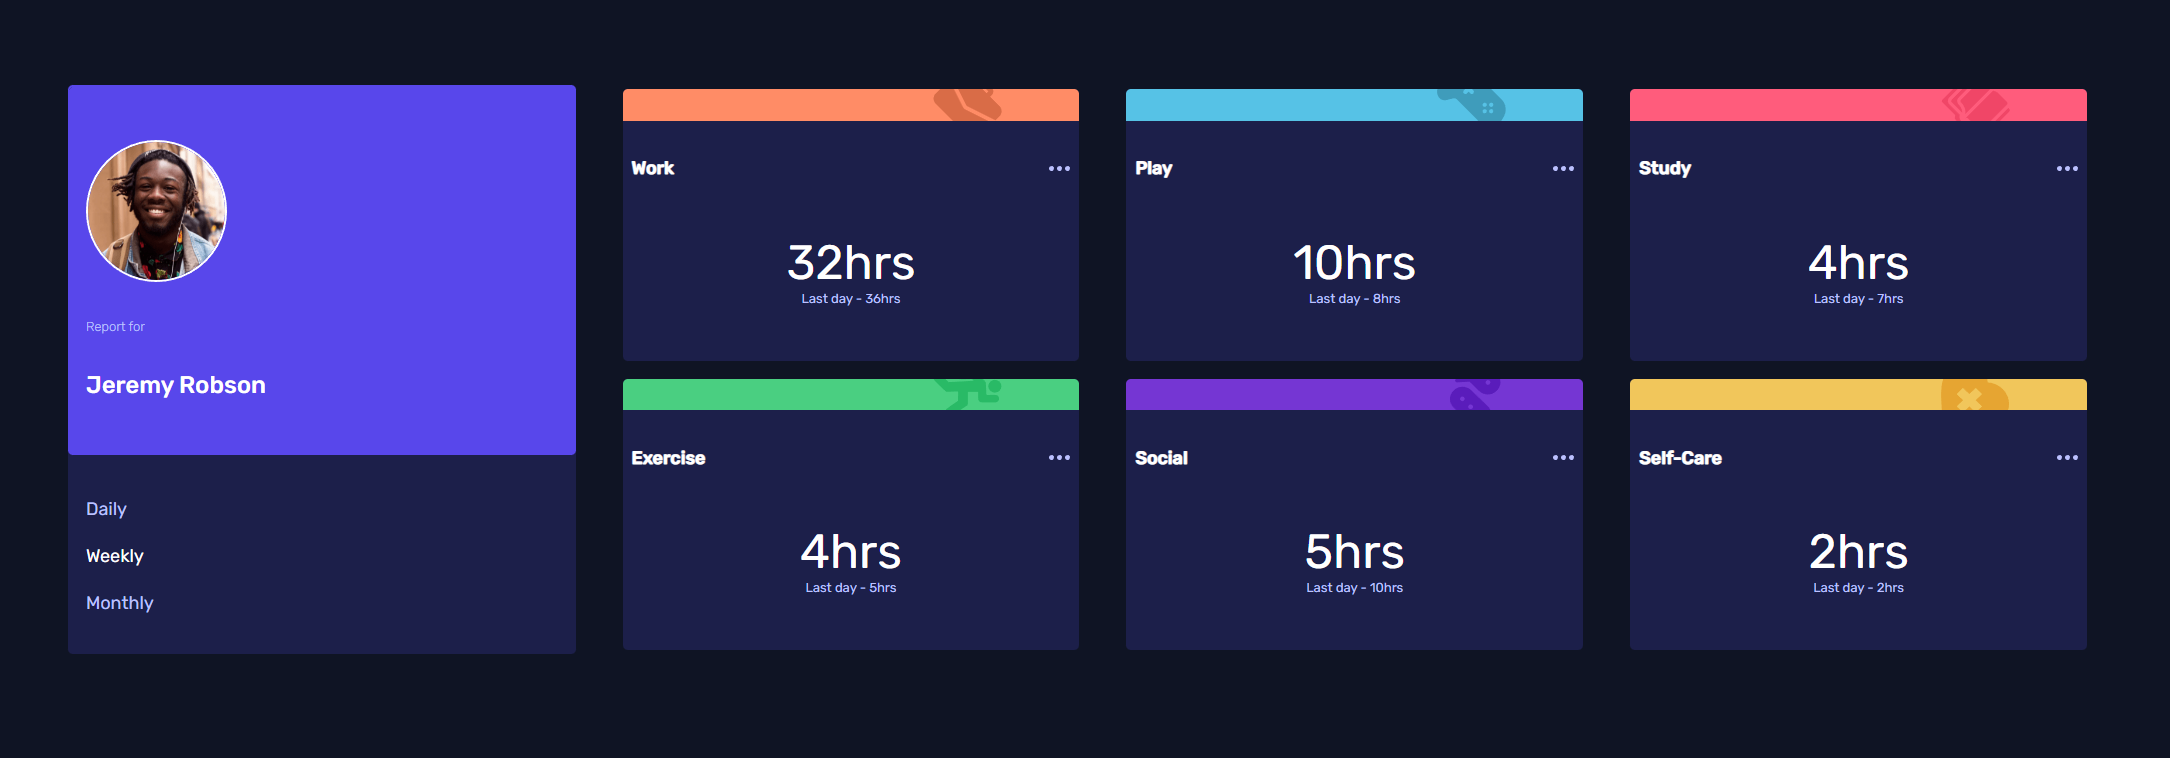 Report for
Jeremy Robson
Daily
Weekly
Monthly
Work
32hrs
Last day - 36hrs
Play
10hrs
Last day - 8hrs
Study
4hrs
Last day - 7hrs
Exercise
4hrs
Last day - 5hrs
Social
5hrs
Last day - 10hrs
Self-Care
2hrs
Last day - 2hrs